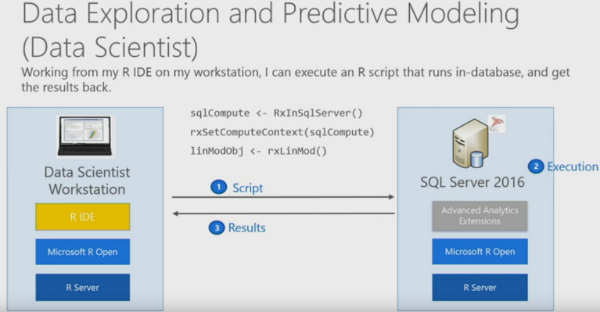 Data Exploration and Predictive Modeling
(Data Scientist)
Working from my R IDE on my workstation, I can execute an R script that runs in-database, and get
the results back.
sqlCompute <- RxInSqlServer()
rxSetComputeContext(sqlCompute)
linModObj <- rxLinMod()
Data Scientist
Workstation
R IDE
Microsoft R Open
R Server
1 Script
3 Results
2 Execution
SQL Server 2016
Advanced Analytics
Extensions
Microsoft R Open
R Server